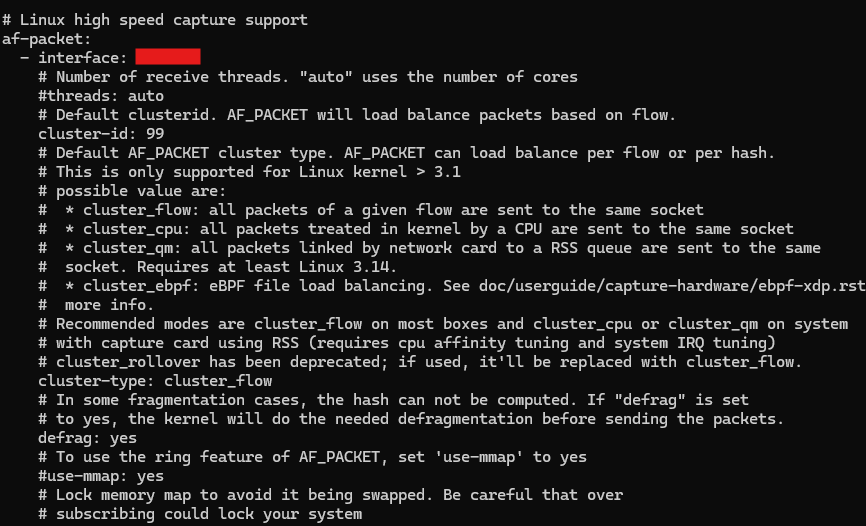 # Linux high speed capture support
af-packet:
  - interface:
    # Number of receive threads. "auto" uses the number of cores
    #threads: auto
    # Default clusterid. AF_PACKET will load balance packets based on flow.
    cluster-id: 99
    # Default AF_PACKET cluster type. AF_PACKET can load balance per flow or per hash.
    # This is only supported for Linux kernel > 3.1
    # possible value are:
    #  * cluster_flow: all packets of a given flow are sent to the same socket
    #  * cluster_cpu: all packets treated in kernel by a CPU are sent to the same socket
    #  * cluster_qm: all packets linked by network card to a RSS queue are sent to the same
    #  socket. Requires at least Linux 3.14.
    #  * cluster_ebpf: eBPF file load balancing. See doc/userguide/capture-hardware/ebpf-xdp.rst
    #  more info.
    # Recommended modes are cluster_flow on most boxes and cluster_cpu or cluster_qm on system
    # with capture card using RSS (requires cpu affinity tuning and system IRQ tuning)
    # cluster_rollover has been deprecated; if used, it'll be replaced with cluster_flow.
    cluster-type: cluster_flow
    # In some fragmentation cases, the hash can not be computed. If "defrag" is set
    # to yes, the kernel will do the needed defragmentation before sending the packets.
    defrag: yes
    # To use the ring feature of AF_PACKET, set 'use-mmap' to yes
    #use-mmap: yes
    # Lock memory map to avoid it being swapped. Be careful that over
    # subscribing could lock your system